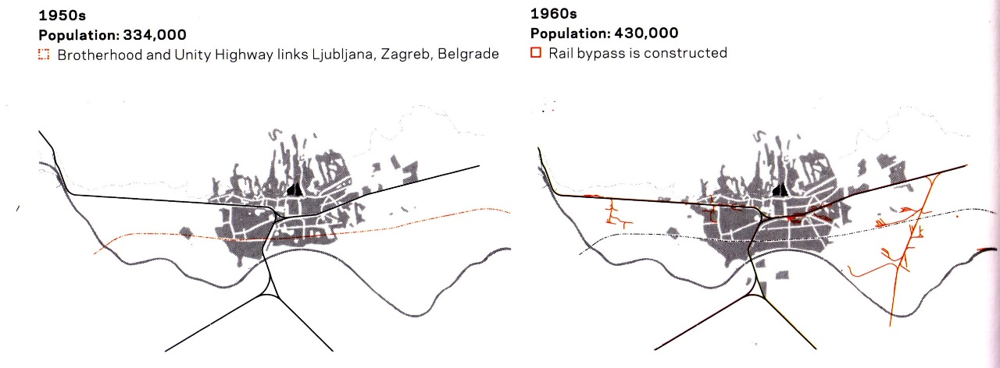 1950s
Population: 334,000
Brotherhood and Unity Highway links Ljubljana, Zagreb, Belgrade
1960s
Population: 430,000
Rail bypass is constructed